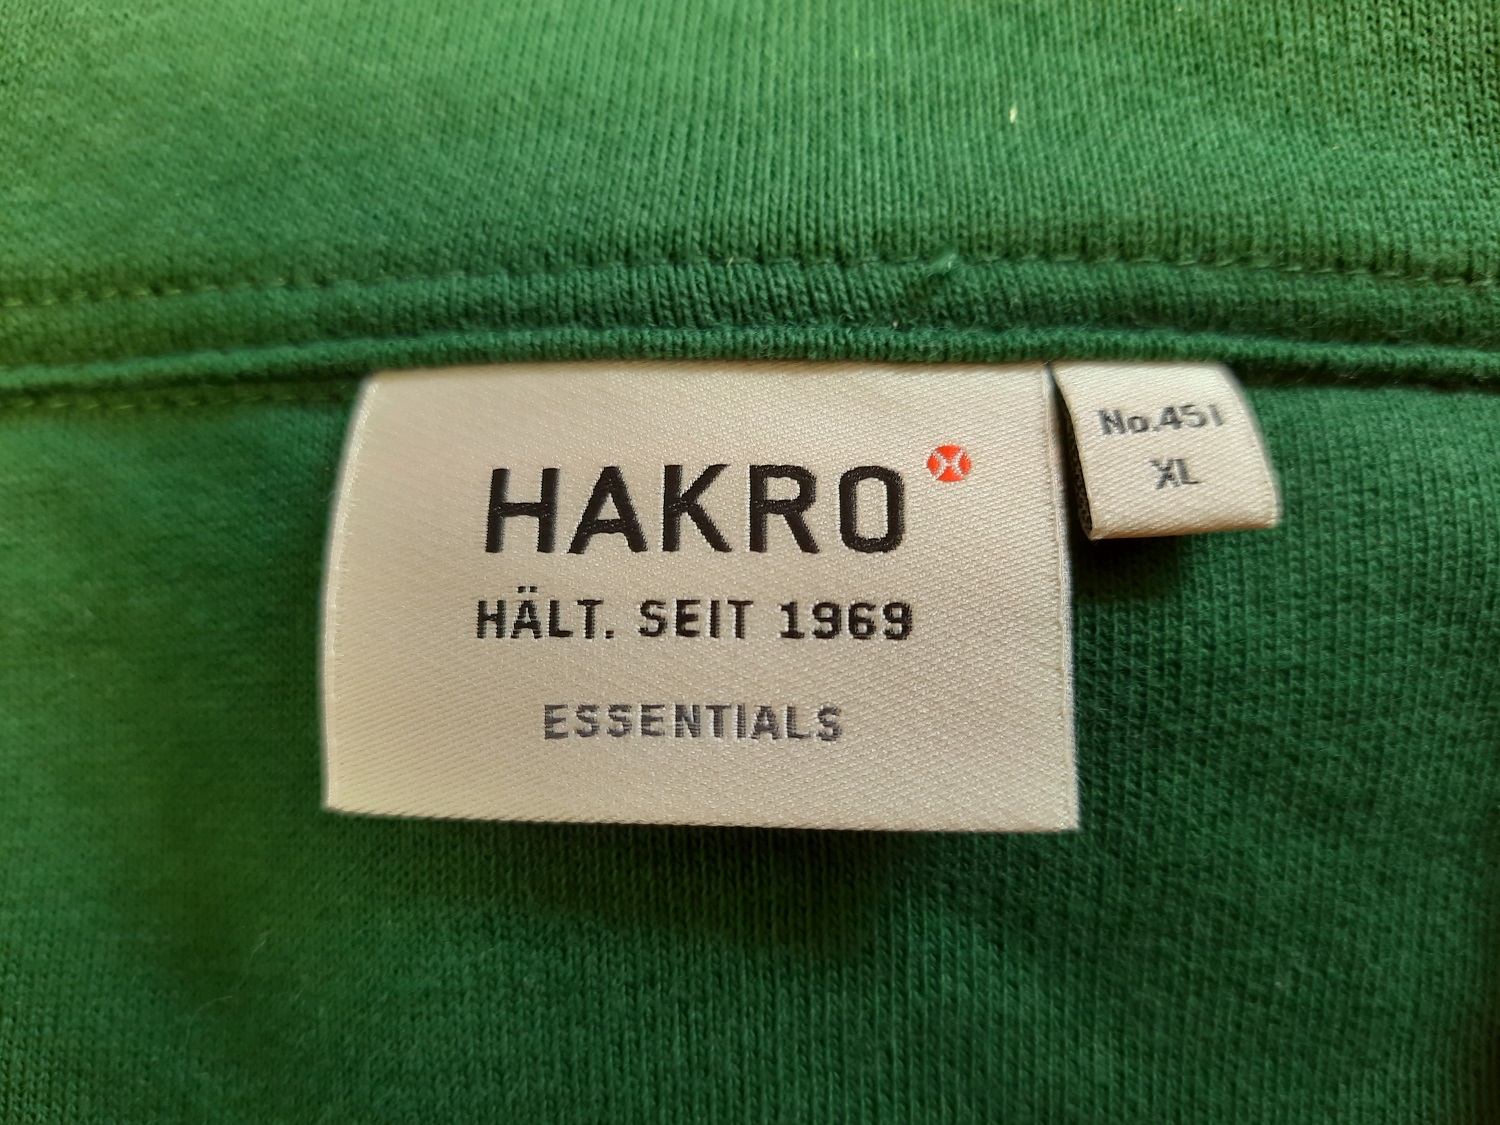 HAKRO
HÄLT. SEIT 1969
ESSENTIALS
No.451
XL